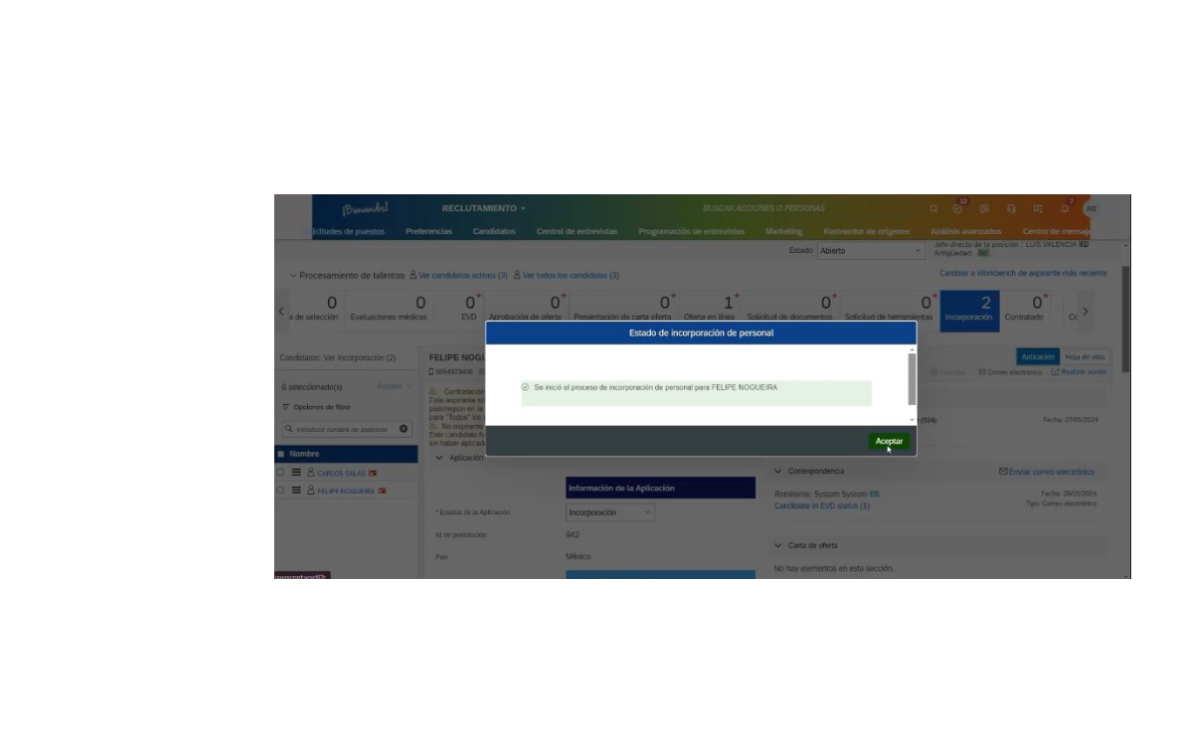 ¡Bienvenidos!
RECLUTAMIENTO
BUSCAR ACCIONES O PERSONAS
12
7
AG
icitudes de puestos Preferencias Candidatos Central de entrevistas Programación de entrevistas Marketing Rastreador de orígenes Análisis avanzados Centro de mensaj
Estado Abierto
Jefe directo de la posición : LUIS VALENCIA
Antigüedad:
Procesamiento de talentos Ver candidatos activos (3) Ver todos los candidatos (3)
Cambiar a Workbench de aspirante más reciente
0 0 0* 0* 0* 1* 0* 0* 2 0*
a de selección Evaluaciones médicas EVD Aprobación de oferta Presentación de carta oferta Oferta en línea Solicitud de documentos Solicitud de herramientas Incorporación Contratado
Estado de incorporación de personal
Se inició el proceso de incorporación de personal para FELIPE NOGUEIRA
Aceptar
Candidatos: Ver Incorporación (2)
0 seleccionado(s) Acción
Opciones de filtro
Introducir nombre de aspirante
Nombre
CARLOS SALAS
FELIPE NOGUEIRA
FELIPE NOGU
Aplicación Hoja de vida
Correo electrónico Realizar acción
Contratación
Este aspirante
para "Todos" los
No aspirante
sin haber aplicad
Fecha: 27/05/2024
Aplicación
Información de la Aplicación
* Estatus de la Aplicación Incorporación
Id de postulación 942
País México
Correspondencia Enviar correo electrónico
Remitente: System System
Candidate in EVD status (1)
Tipo: Correo electrónico
Carta de oferta
No hay elementos en esta sección.